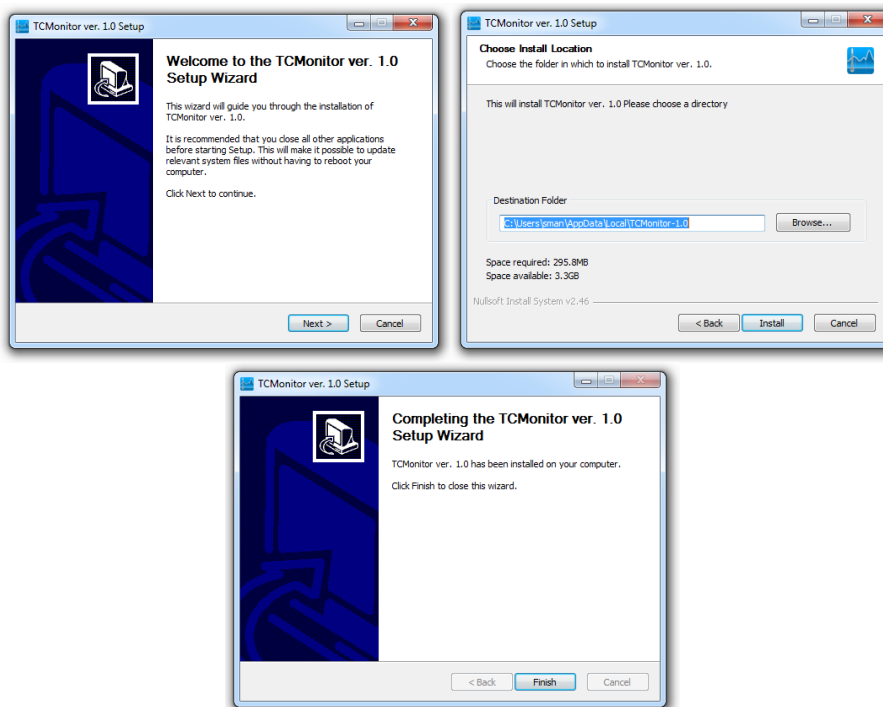 TCMonitor ver. 1.0 Setup
Welcome to the TCMonitor ver. 1.0
Setup Wizard
This wizard will guide you through the installation of
TCMonitor ver. 1.0.
It is recommended that you close all other applications
before starting Setup. This will make it possible to update
relevant system files without having to reboot your
computer.
Click Next to continue.
Next >
Cancel
TCMonitor ver. 1.0 Setup
Choose Install Location
Choose the folder in which to install TCMonitor ver. 1.0.
This will install TCMonitor ver. 1.0 Please choose a directory
Destination Folder
C:\Users\sman\AppData\Local\TCMonitor-1.0
Browse...
Space required: 295.8MB
Space available: 3.3GB
Nullsoft Install System v2.46
< Back
Install
Cancel
TCMonitor ver. 1.0 Setup
Completing the TCMonitor ver. 1.0
Setup Wizard
TCMonitor ver. 1.0 has been installed on your computer.
Click Finish to close this wizard.
< Back
Finish
Cancel